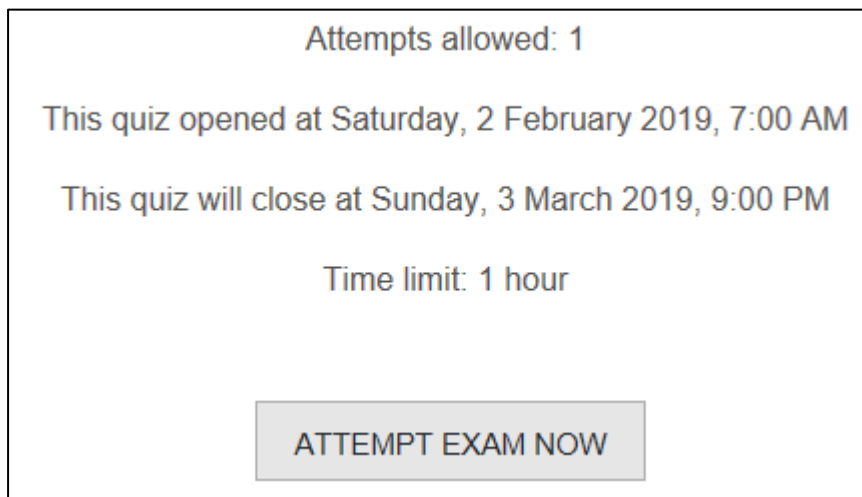 Attempts allowed: 1
This quiz opened at Saturday, 2 February 2019, 7:00 AM
This quiz will close at Sunday, 3 March 2019, 9:00 PM
Time limit: 1 hour
ATTEMPT EXAM NOW